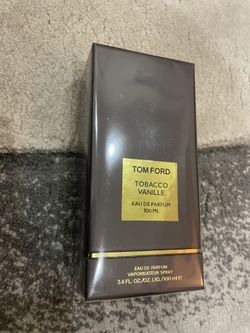 TOM FORD
TOBACCO
VANILLE
EAU DE PARFUM
100 ML
EAU DE PARFUM
VAPORISATEUR SPRAY
3.4 FL. OZ./OZ. LIQ./100 ml ℮